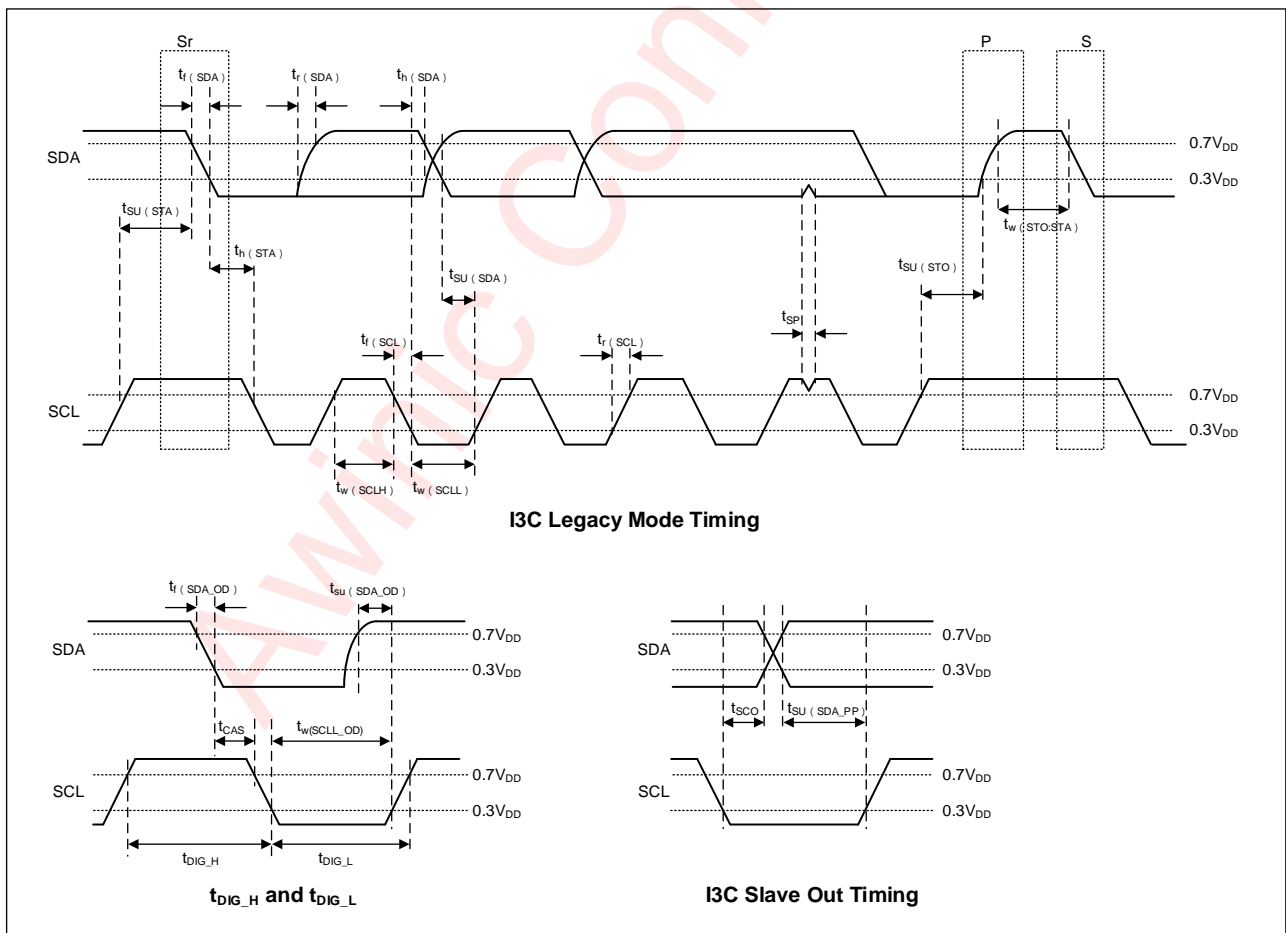 Sr
P
S
tf ( SDA )
tr ( SDA )
th ( SDA )
SDA
0.7VDD
0.3VDD
tSU ( STA )
th ( STA )
tSU ( SDA )
tw ( STO:STA )
tSU ( STO )
tSP
tf ( SCL )
tr ( SCL )
SCL
0.7VDD
0.3VDD
tw ( SCLH )
tw ( SCLL )
I3C Legacy Mode Timing
tf ( SDA_OD )
tsu ( SDA_OD )
SDA
0.7VDD
0.3VDD
tCAS
tw(SCLL_OD)
SCL
0.7VDD
0.3VDD
tDIG_H
tDIG_L
tDIG_H and tDIG_L
SDA
0.7VDD
0.3VDD
tSCO
tSU ( SDA_PP )
SCL
0.7VDD
0.3VDD
I3C Slave Out Timing
Awinic Con